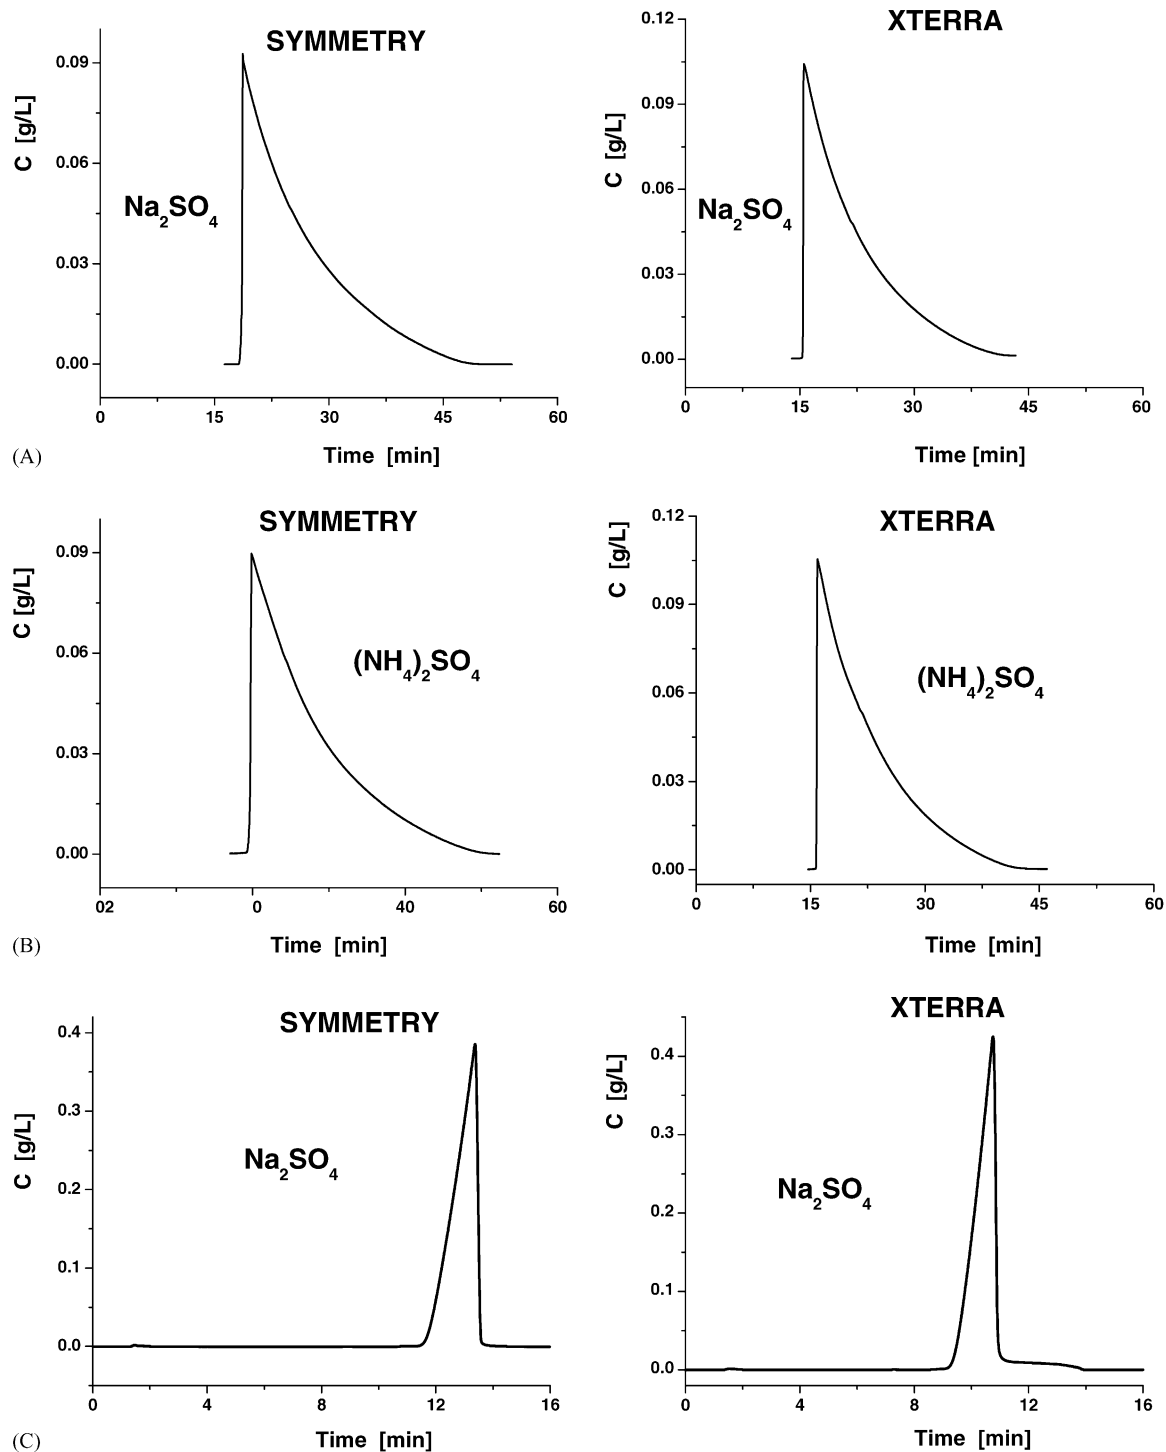 SYMMETRY
C [g/L]
0.09
0.06
0.03
0.00
Na2SO4
0 15 30 45 60
Time [min]
(A)
XTERRA
C [g/L]
0.12
0.09
0.06
0.03
0.00
Na2SO4
0 15 30 45 60
Time [min]
SYMMETRY
C [g/L]
0.09
0.06
0.03
0.00
(NH4)2SO4
02 0 40 60
Time [min]
(B)
XTERRA
C [g/L]
0.12
0.09
0.06
0.03
0.00
(NH4)2SO4
0 15 30 45 60
Time [min]
SYMMETRY
C [g/L]
0.4
0.3
0.2
0.1
0.0
Na2SO4
0 4 8 12 16
Time [min]
(C)
XTERRA
C [g/L]
0.4
0.3
0.2
0.1
0.0
Na2SO4
0 4 8 12 16
Time [min]